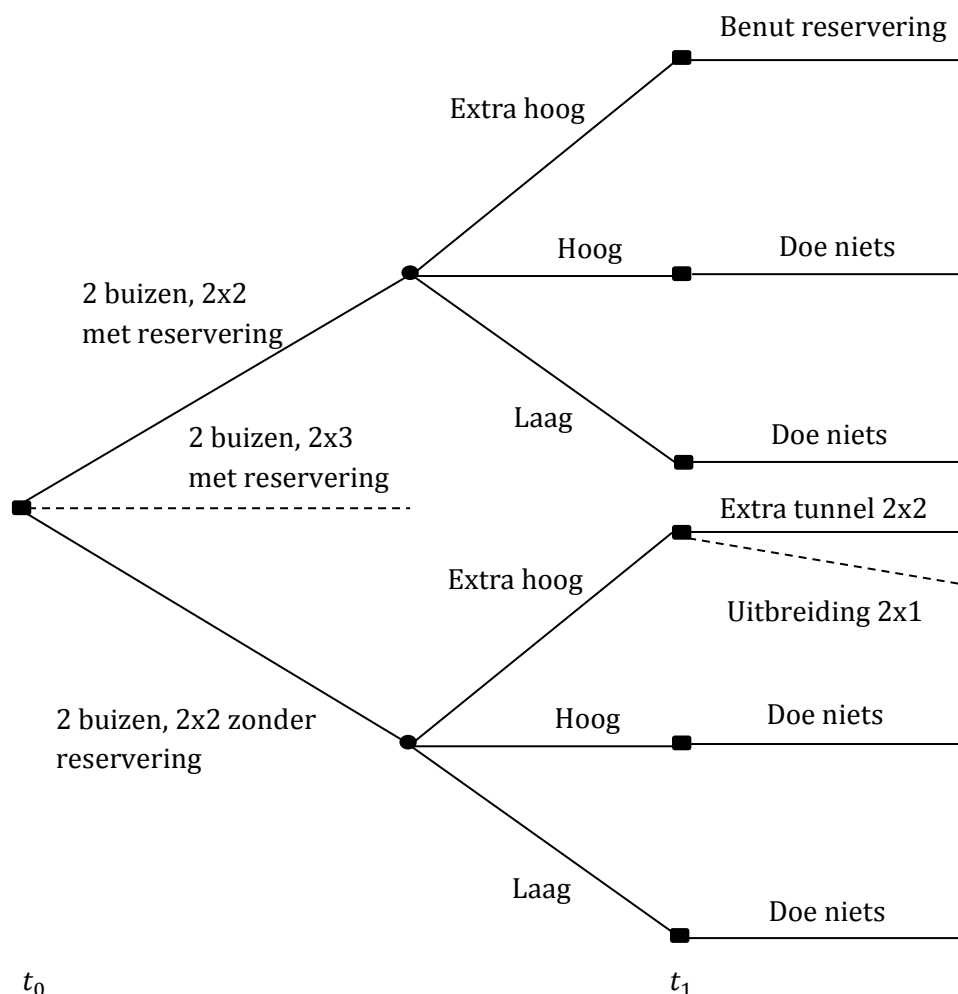 Benut reservering
Extra hoog
Hoog
Doe niets
2 buizen, 2x2
met reservering
Laag
2 buizen, 2x3
met reservering
Doe niets
Extra tunnel 2x2
Extra hoog
Uitbreiding 2x1
2 buizen, 2x2 zonder
reservering
Hoog
Doe niets
Laag
Doe niets
t₀
t₁